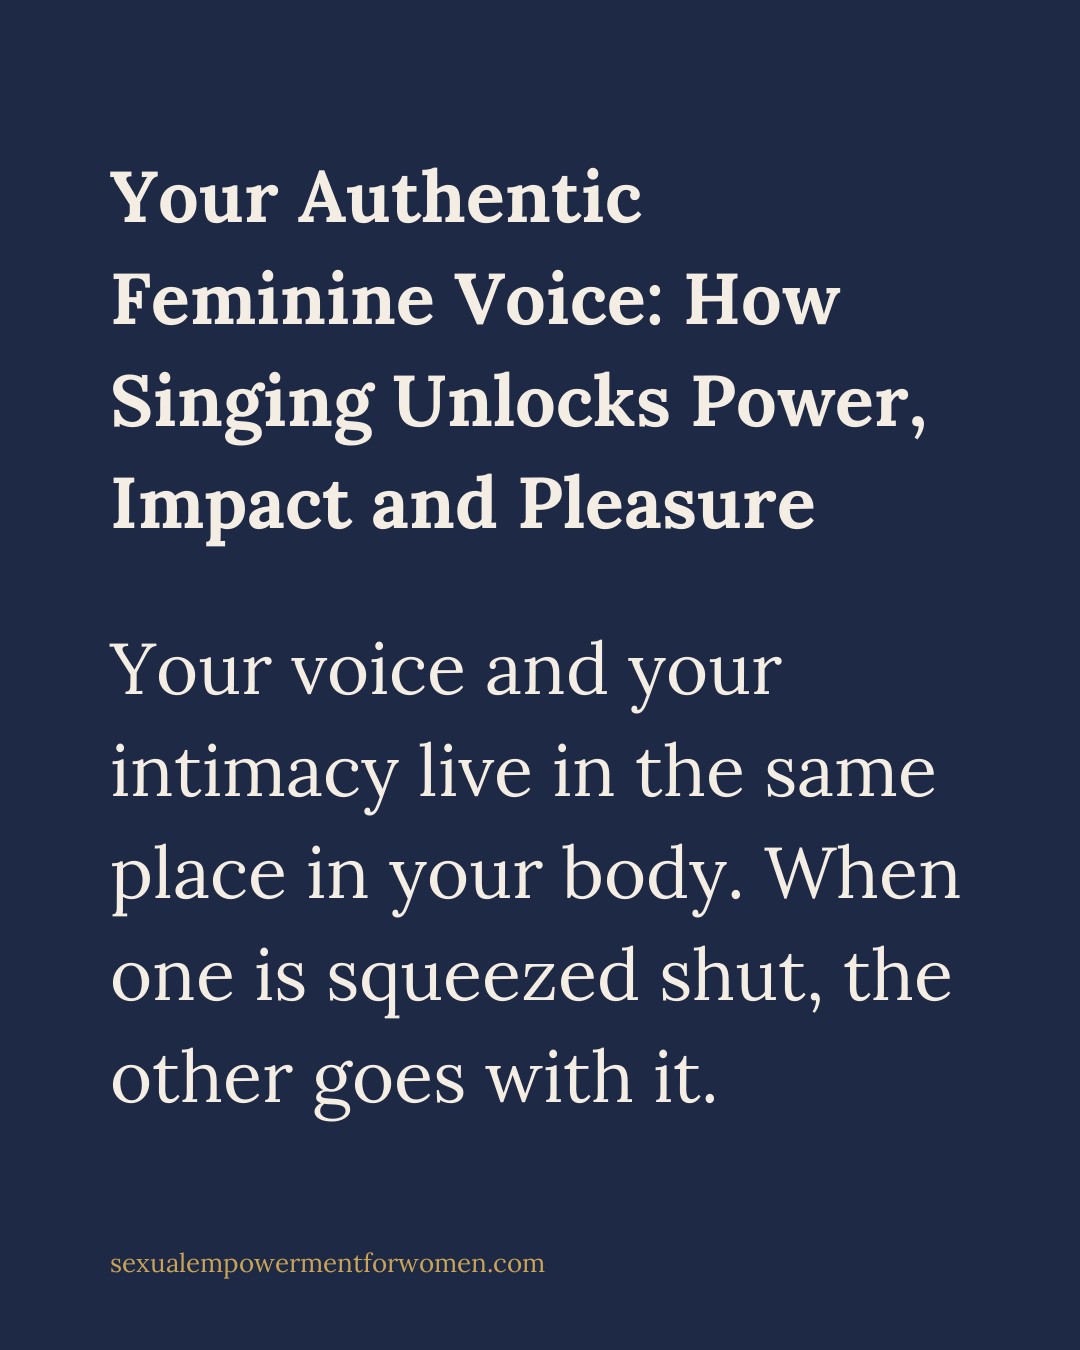 Your Authentic
Feminine Voice: How
Singing Unlocks Power,
Impact and Pleasure
Your voice and your
intimacy live in the same
place in your body. When
one is squeezed shut, the
other goes with it.
sexualempowermentforwomen.com